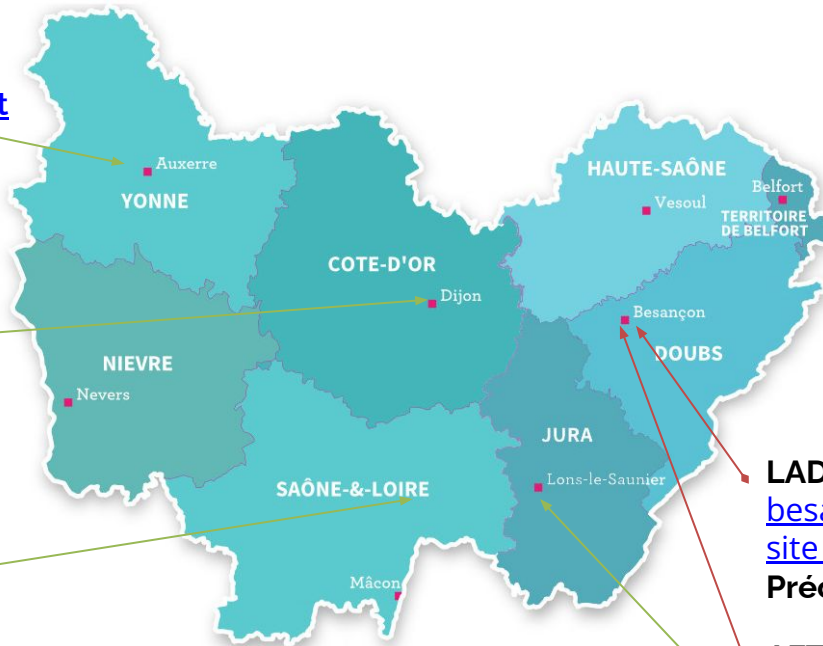 Auxerre
YONNE
HAUTE-SAÔNE
Belfort
Vesoul
TERRITOIRE
DE BELFORT
COTE-D'OR
Dijon
Besançon
DOUBS
NIEVRE
Nevers
JURA
Lons-le-Saunier
SAÔNE-&-LOIRE
Mâcon
site